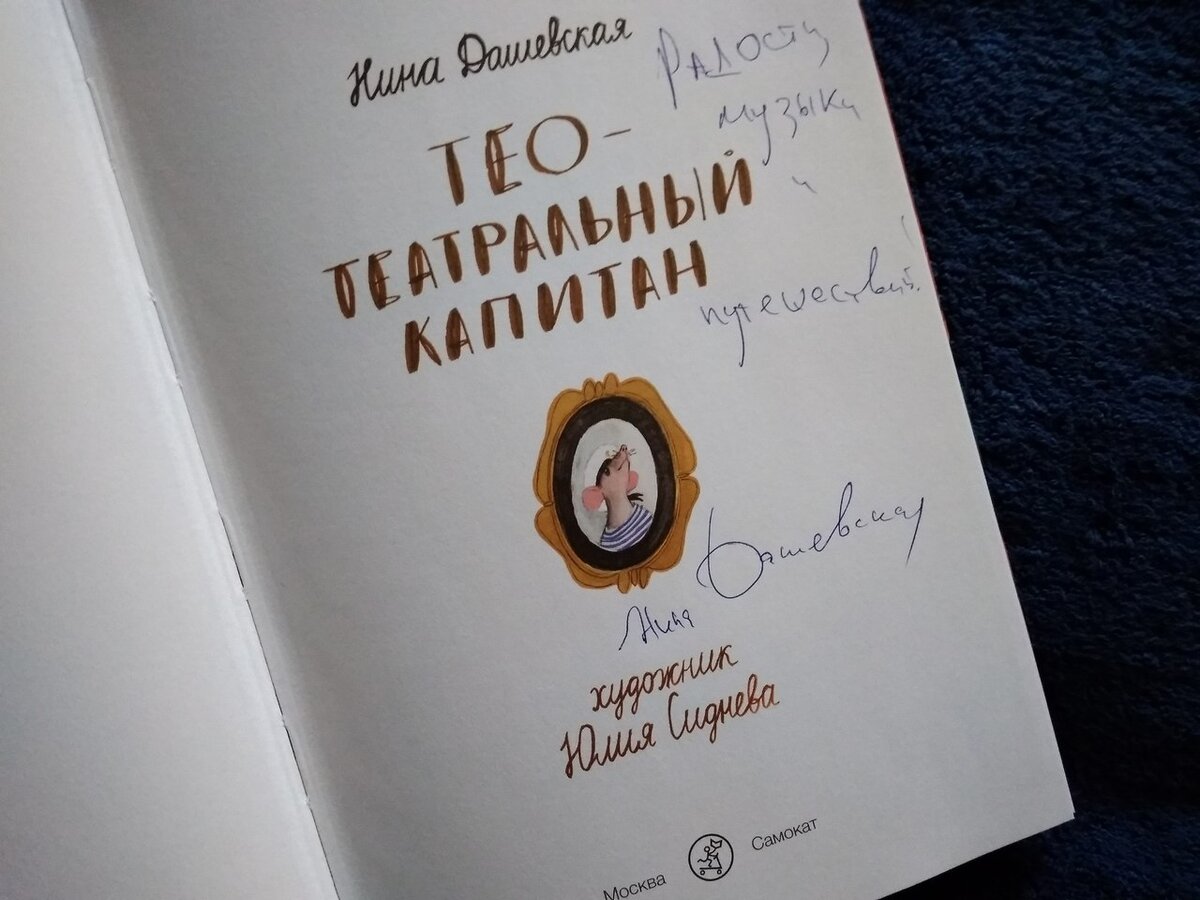 Нина Дашевская
ТЕО-
ТЕАТРАЛЬНЫЙ
КАПИТАН
Радости,
музыки
и
путешествий!
Нина Дашевская
художник
Юлия Сиднева
Москва Самокат